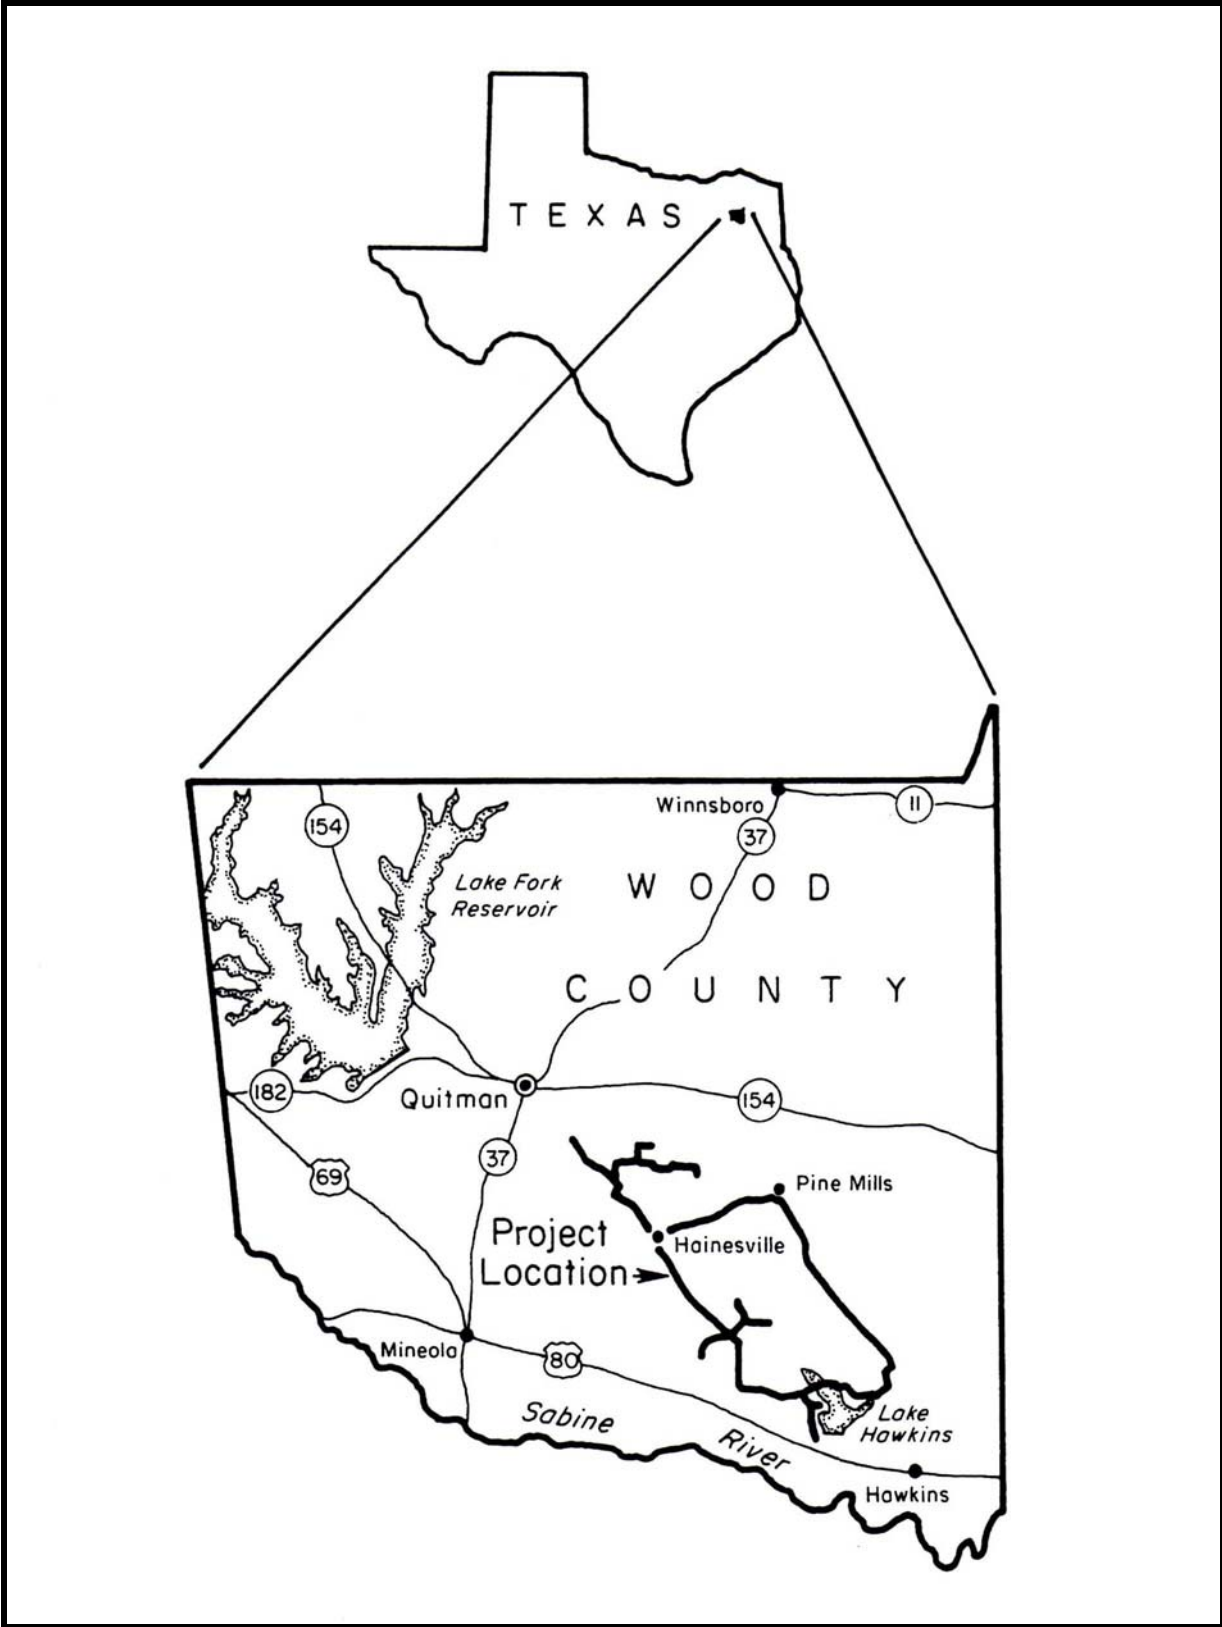 TEXAS
Winnsboro
11
154
37
Lake Fork
Reservoir
WOOD
COUNTY
182
Quitman
154
37
69
Pine Mills
Project
Location
Hainesville
Mineola
80
Sabine
River
Lake
Hawkins
Hawkins